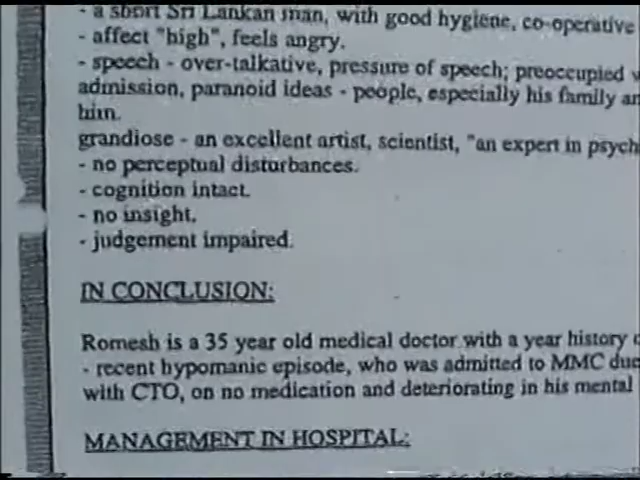 - a short Sri Lankan man, with good hygiene, co-operative
- affect "high", feels angry.
- speech - over-talkative, pressure of speech; preoccupied
admission, paranoid ideas - people, especially his family
him.
grandiose - an excellent artist, scientist, "an expert in
- no perceptual disturbances.
- cognition intact.
- no insight.
- judgement impaired.
IN CONCLUSION:
Romesh is a 35 year old medical doctor with a year history
- recent hypomanic episode, who was admitted to MMC
with CTO, on no medication and deteriorating in his mental
MANAGEMENT IN HOSPITAL: